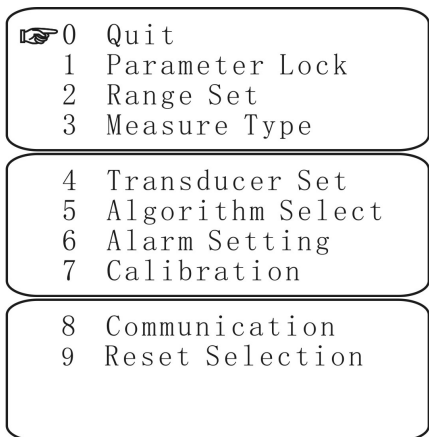 ☞0 Quit
1 Parameter Lock
2 Range Set
3 Measure Type
4 Transducer Set
5 Algorithm Select
6 Alarm Setting
7 Calibration
8 Communication
9 Reset Selection